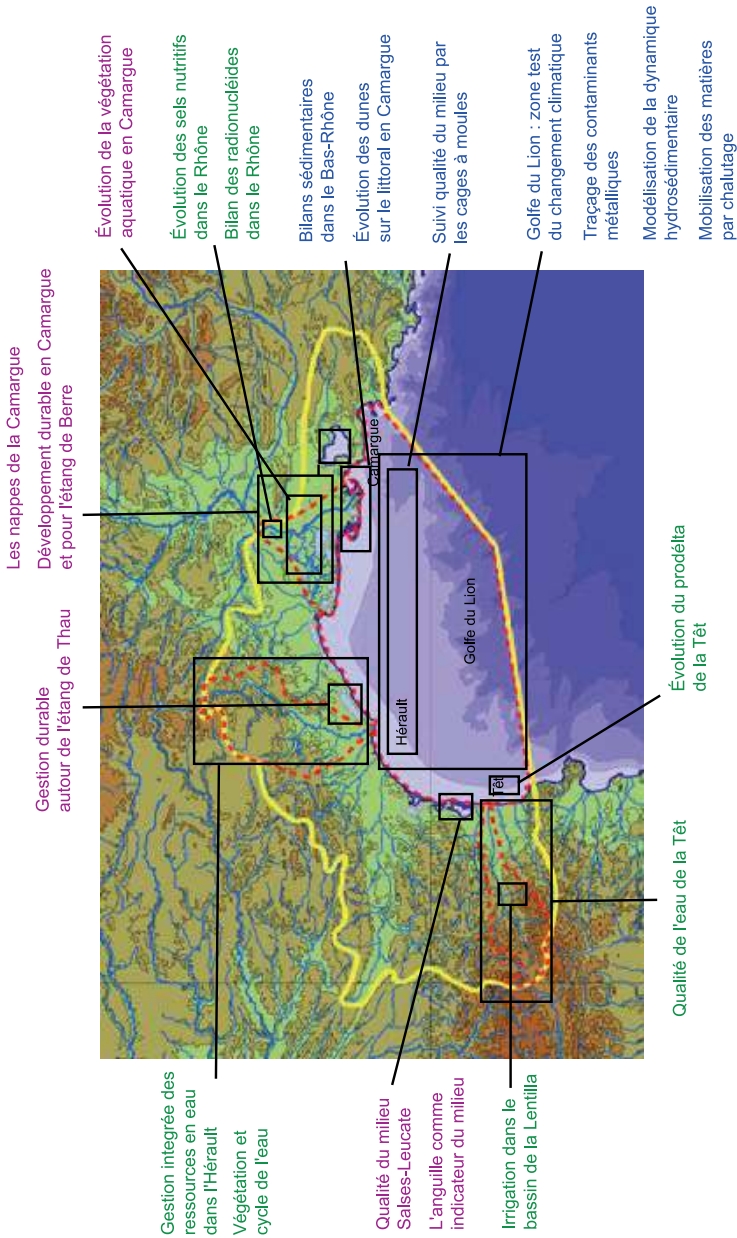 Les nappes de la Camargue
Développement durable en Camargue
et pour l'étang de Berre
Gestion durable
autour de l'étang de Thau
Évolution de la végétation
aquatique en Camargue
Évolution des sels nutritifs
dans le Rhône
Bilan des radionucléides
dans le Rhône
Bilans sédimentaires
dans le Bas-Rhône
Évolution des dunes
sur le littoral en Camargue
Suivi qualité du milieu par
les cages à moules
Golfe du Lion : zone test
du changement climatique
Traçage des contaminants
métalliques
Modélisation de la dynamique
hydrosédimentaire
Mobilisation des matières
par chalutage
Camargue
Hérault
Golfe du Lion
Têt
Gestion integrée des
ressources en eau
dans l'Hérault
Végétation et
cycle de l'eau
Qualité du milieu
Salses-Leucate
L'anguille comme
indicateur du milieu
Irrigation dans le
bassin de la Lentilla
Qualité de l'eau de la Têt
Évolution du prodélta
de la Têt